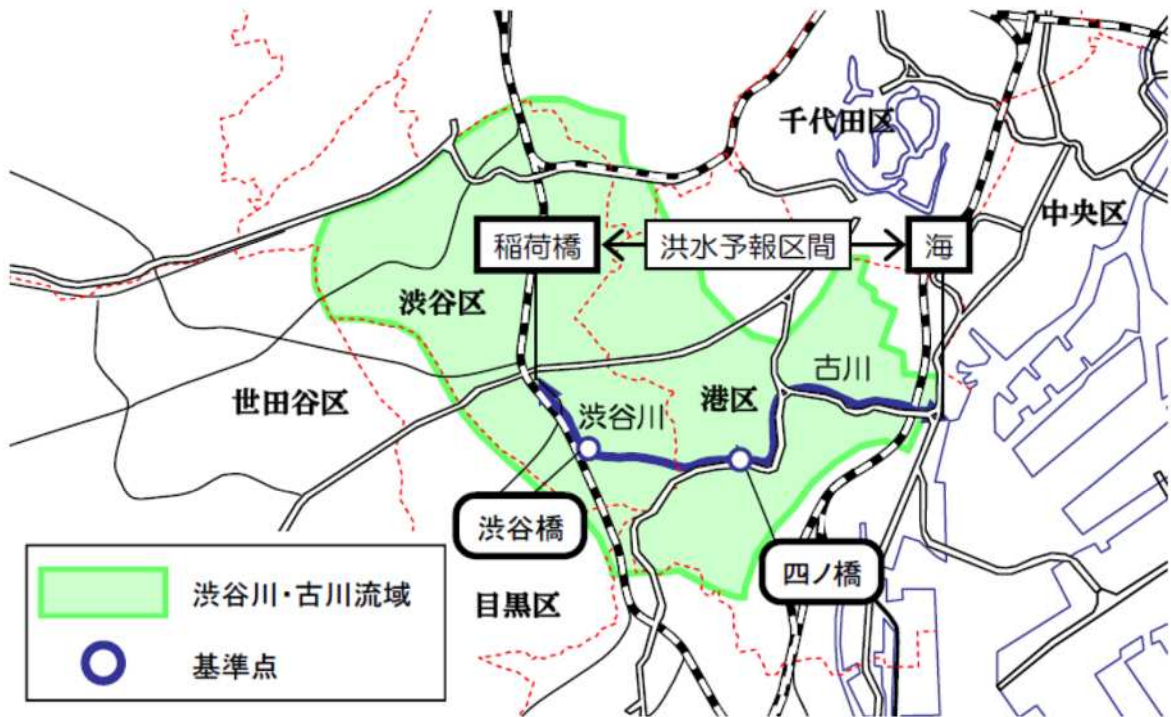 千代田区
中央区
稲荷橋
洪水予報区間
海
渋谷区
古川
世田谷区
渋谷川
港区
渋谷橋
四ノ橋
目黒区
渋谷川・古川流域
基準点